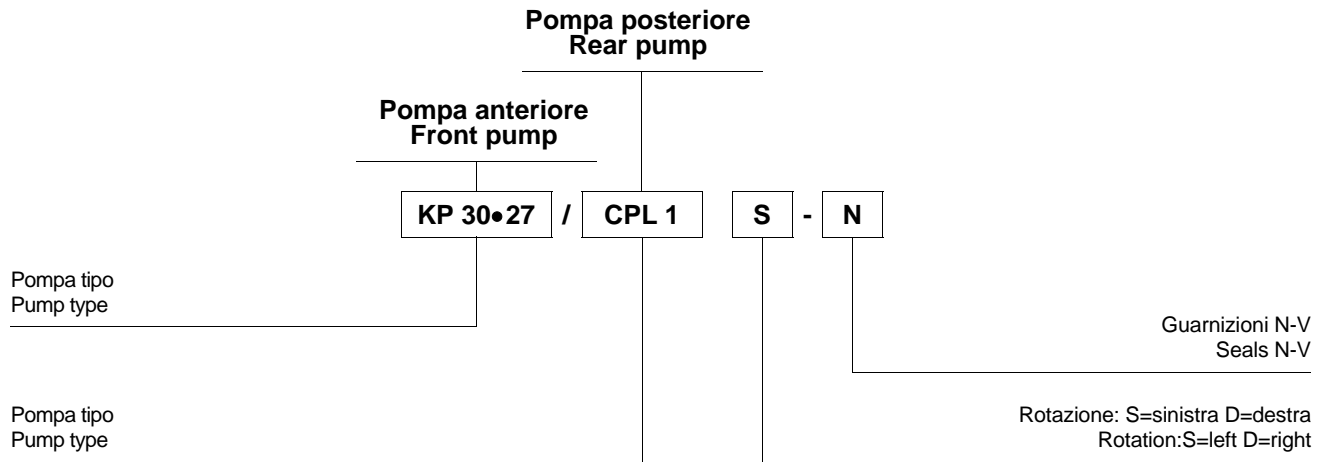 Pompa posteriore
Rear pump
Pompa anteriore
Front pump
KP 30•27 / CPL 1 S - N
Pompa tipo
Pump type
Guarnizioni N-V
Seals N-V
Pompa tipo
Pump type
Rotazione: S=sinistra D=destra
Rotation:S=left D=right